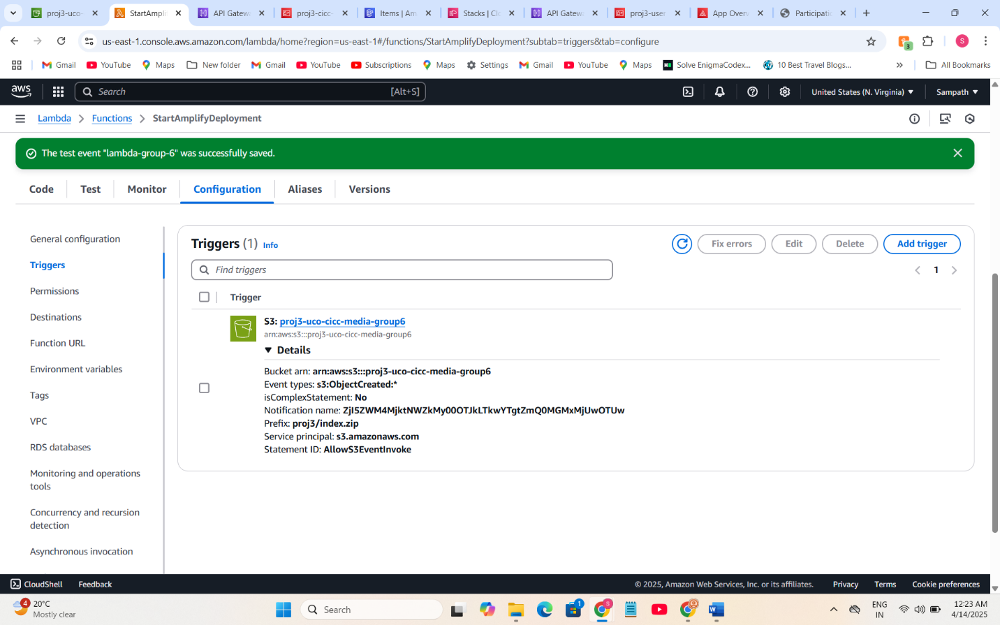 proj3-uco-
StartAmpli
API Gatew
proj3-cicc-
Items | Am
Stacks | Clo
API Gatew
proj3-user
App Over
Participatio
us-east-1.console.aws.amazon.com/lambda/home?region=us-east-1#/functions/StartAmplifyDeployment?subtab=triggers&tab=configure
3
S
Gmail
YouTube
Maps
New folder
Gmail
YouTube
Subscriptions
Maps
Settings
Gmail
YouTube
Maps
Solve EnigmaCodex...
10 Best Travel Blogs...
»
All Bookmarks
aws
Search
[Alt+S]
United States (N. Virginia)
Sampath
Lambda
Functions
StartAmplifyDeployment
The test event "lambda-group-6" was successfully saved.
Code
Test
Monitor
Configuration
Aliases
Versions
General configuration
Triggers
Permissions
Destinations
Function URL
Environment variables
Tags
VPC
RDS databases
Monitoring and operations
tools
Concurrency and recursion
detection
Asynchronous invocation
Triggers (1) Info
Fix errors
Edit
Delete
Add trigger
Find triggers
1
Trigger
S3: proj3-uco-cicc-media-group6
arn:aws:s3:::proj3-uco-cicc-media-group6
Details
Bucket arn: arn:aws:s3:::proj3-uco-cicc-media-group6
Event types: s3:ObjectCreated:*
isComplexStatement: No
Notification name: ZjI5ZWM4MjktNWZkMy00OTJkLTkwYTgtZmQ0MGMxMjUwOTUw
Prefix: proj3/index.zip
Service principal: s3.amazonaws.com
Statement ID: AllowS3EventInvoke
CloudShell
Feedback
© 2025, Amazon Web Services, Inc. or its affiliates.
Privacy
Terms
Cookie preferences
4
20°C
Mostly clear
Search
1
S
ENG
IN
12:23 AM
4/14/2025